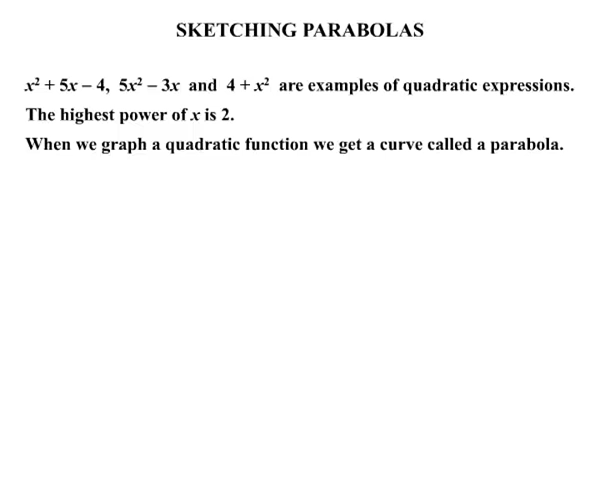 SKETCHING PARABOLAS
x² + 5x – 4, 5x² – 3x and 4 + x² are examples of quadratic expressions.
The highest power of x is 2.
When we graph a quadratic function we get a curve called a parabola.